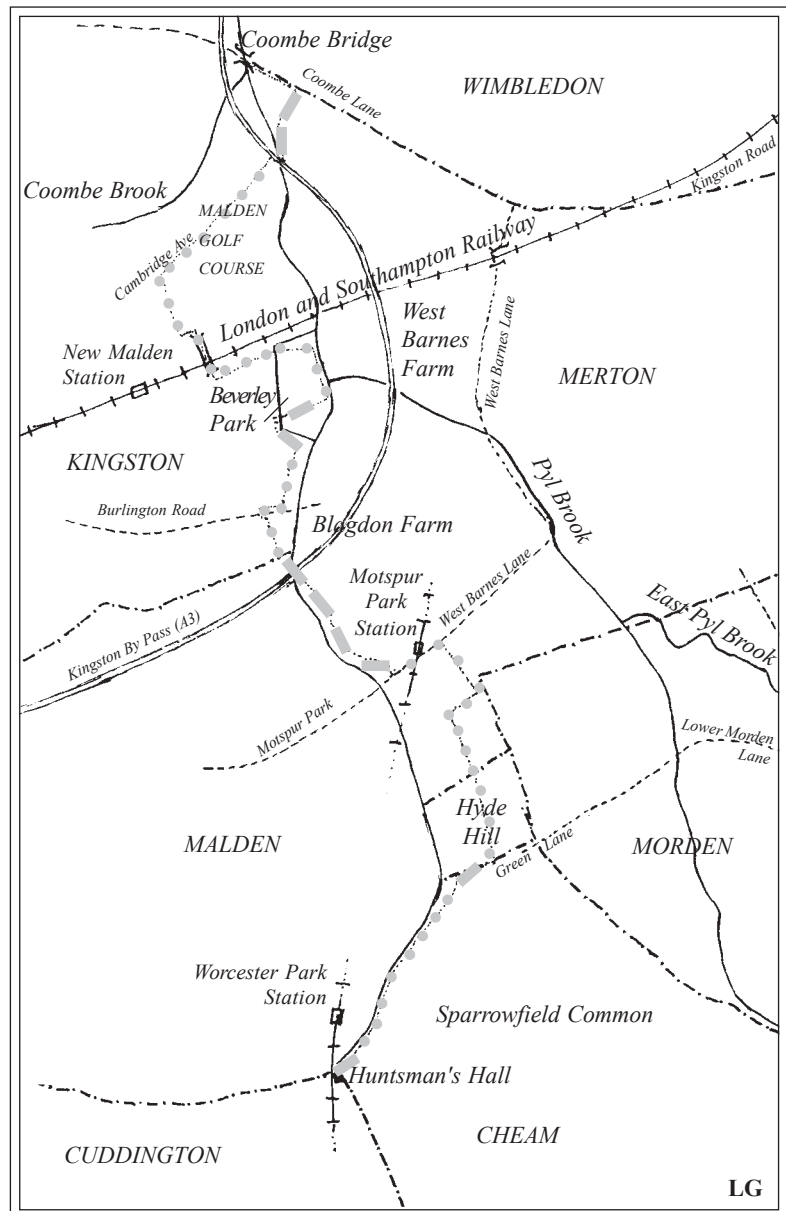 Coombe Bridge
Coombe Lane
WIMBLEDON
Kingston Road
Coombe Brook
MALDEN
GOLF
COURSE
Cambridge Ave
London and Southampton Railway
West
Barnes
Farm
West Barnes Lane
New Malden
Station
MERTON
Beverley
Park
KINGSTON
Pyl Brook
Burlington Road
Blagdon Farm
Motspur
Park
Station
West Barnes Lane
East Pyl Brook
Kingston By Pass (A3)
Motspur Park
Lower Morden
Lane
Hyde
Hill
MALDEN
Green Lane
MORDEN
Worcester Park
Station
Sparrowfield Common
Huntsman's Hall
CHEAM
CUDDINGTON
LG